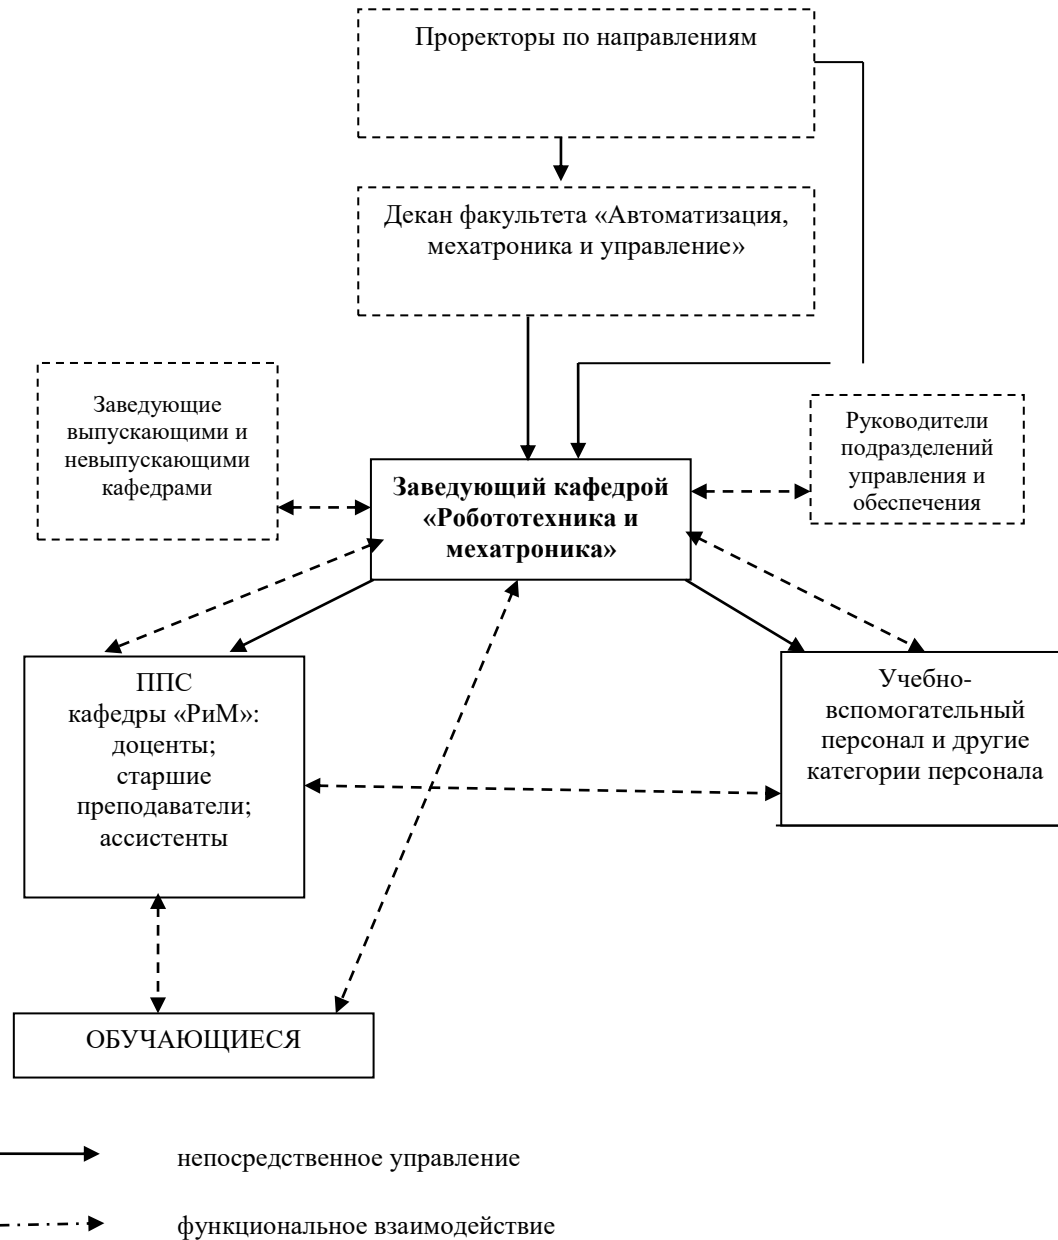 Проректоры по направлениям
Декан факультета «Автоматизация,
мехатроника и управление»
Заведующие
выпускающими и
невыпускающими
кафедрами
Руководители
подразделений
управления и
обеспечения
Заведующий кафедрой
«Робототехника и
мехатроника»
ППС
кафедры «РиМ»:
доценты;
старшие
преподаватели;
ассистенты
Учебно-
вспомогательный
персонал и другие
категории персонала
ОБУЧАЮЩИЕСЯ
непосредственное управление
функциональное взаимодействие